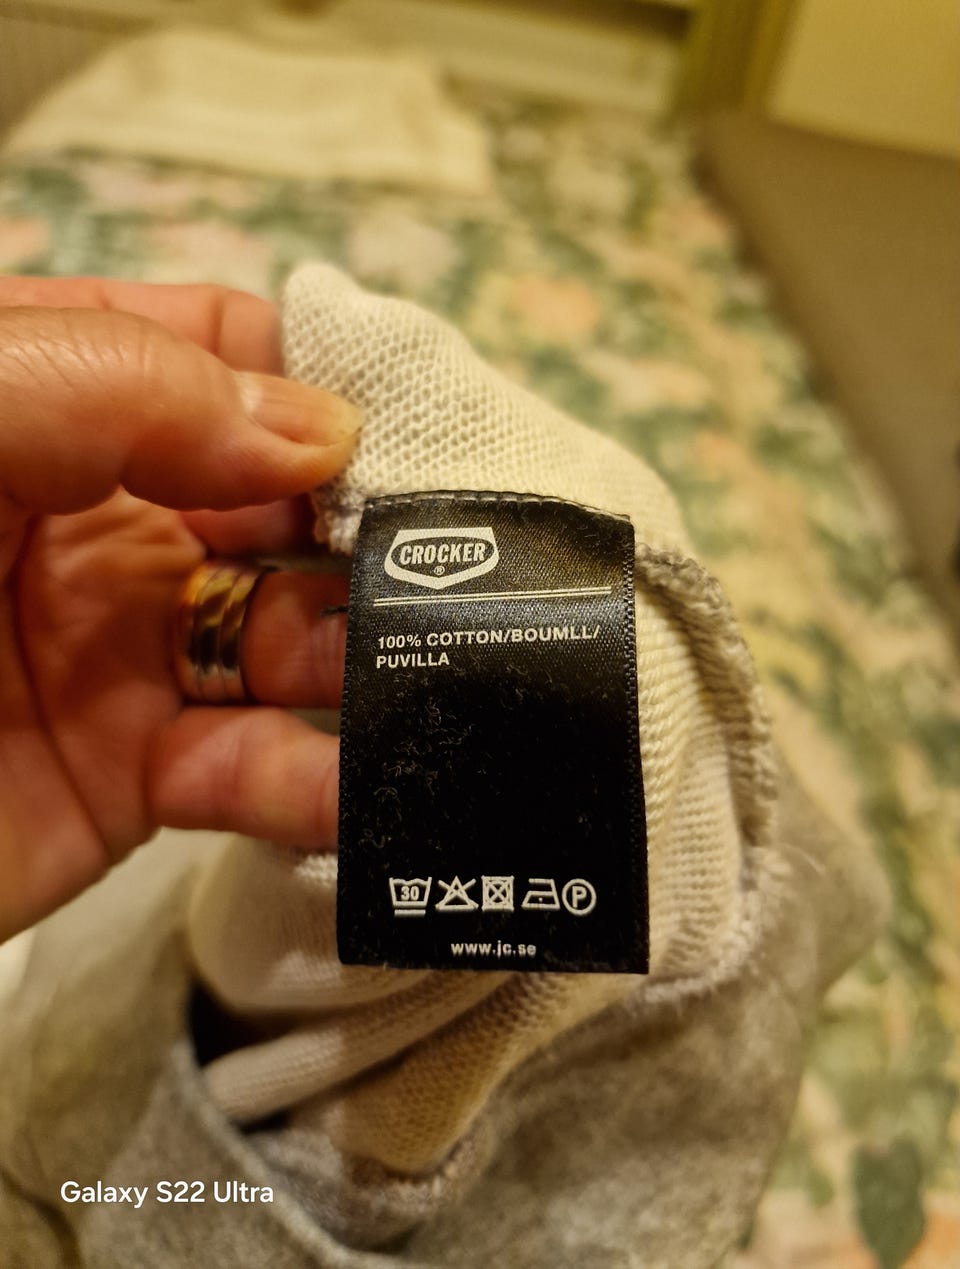 CROCKER
®
100% COTTON/BOUMLL/
PUVILLA
30 P
www.jc.se
Galaxy S22 Ultra